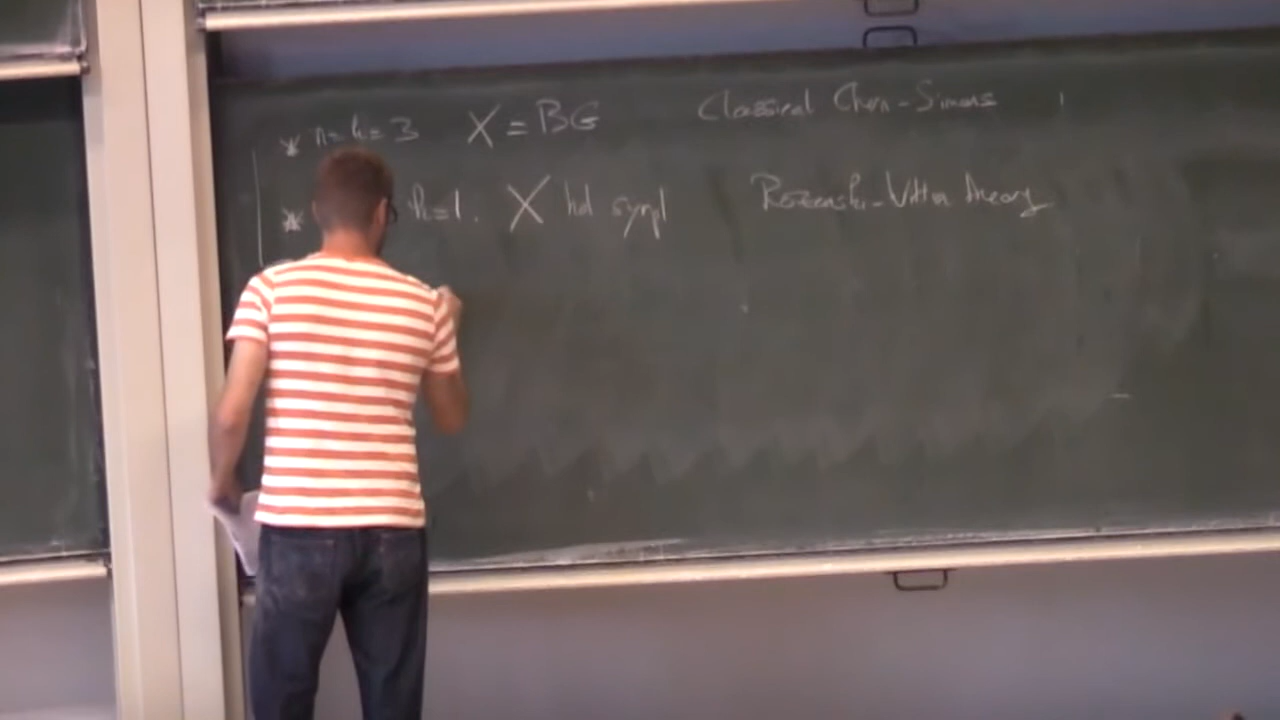 * n=k=3 X = BG Classical Chern-Simons
* k=1. X hol sympl Rozansky-Witten theory